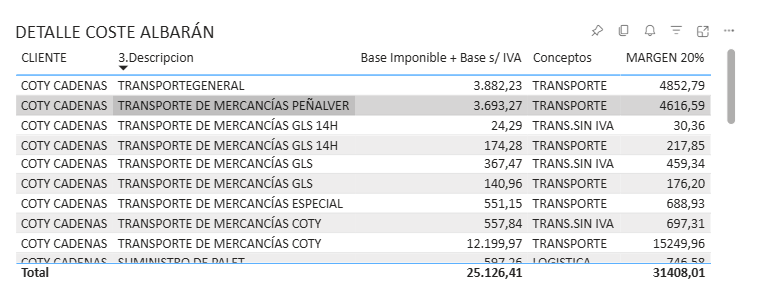 DETALLE COSTE ALBARÁN
CLIENTE 3.Descripcion Base Imponible + Base s/ IVA Conceptos MARGEN 20%
COTY CADENAS TRANSPORTEGENERAL 3.882,23 TRANSPORTE 4852,79
COTY CADENAS TRANSPORTE DE MERCANCÍAS PEÑALVER 3.693,27 TRANSPORTE 4616,59
COTY CADENAS TRANSPORTE DE MERCANCÍAS GLS 14H 24,29 TRANS.SIN IVA 30,36
COTY CADENAS TRANSPORTE DE MERCANCÍAS GLS 14H 174,28 TRANSPORTE 217,85
COTY CADENAS TRANSPORTE DE MERCANCÍAS GLS 367,47 TRANS.SIN IVA 459,34
COTY CADENAS TRANSPORTE DE MERCANCÍAS GLS 140,96 TRANSPORTE 176,20
COTY CADENAS TRANSPORTE DE MERCANCÍAS ESPECIAL 551,15 TRANSPORTE 688,93
COTY CADENAS TRANSPORTE DE MERCANCÍAS COTY 557,84 TRANS.SIN IVA 697,31
COTY CADENAS TRANSPORTE DE MERCANCÍAS COTY 12.199,97 TRANSPORTE 15249,96
COTY CADENAS SUMINISTRO DE PALET 597,26 LOGISTICA 746,58
Total 25.126,41 31408,01